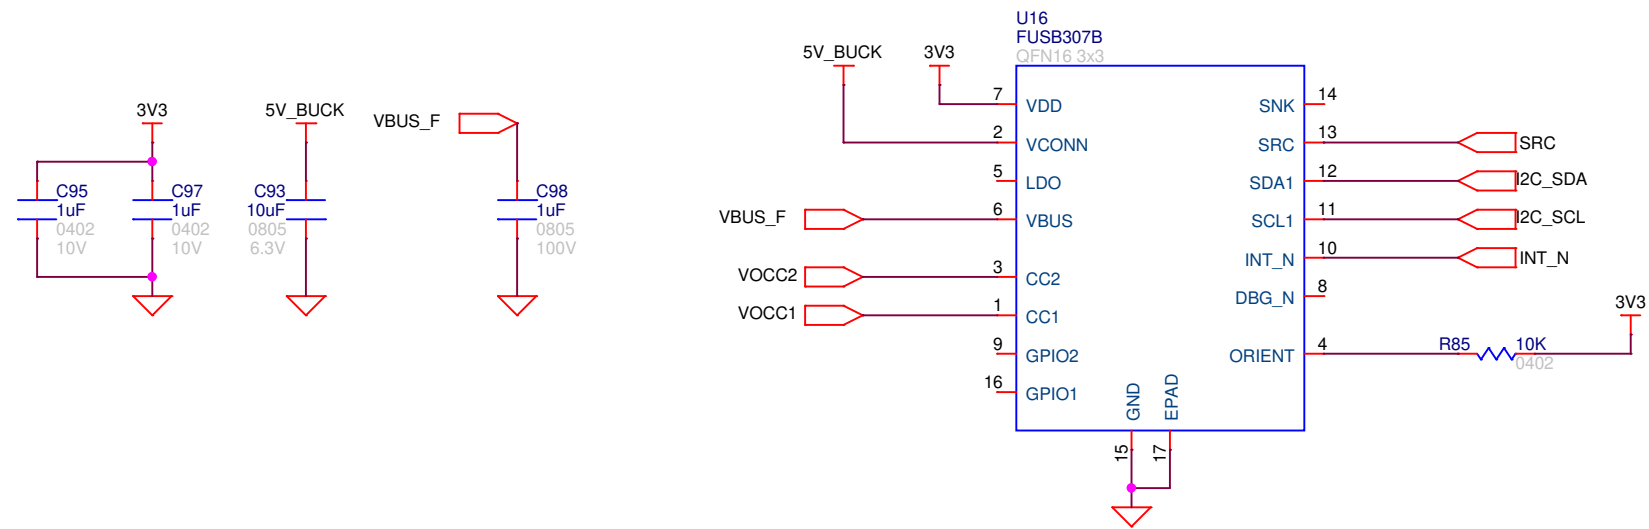 3V3
C95
1uF
0402
10V
C97
1uF
0402
10V
5V_BUCK
C93
10uF
0805
6.3V
VBUS_F
C98
1uF
0805
100V
U16
FUSB307B
QFN16 3x3
5V_BUCK
3V3
7 VDD
2 VCONN
5 LDO
VBUS_F 6 VBUS
VOCC2 3 CC2
VOCC1 1 CC1
9 GPIO2
16 GPIO1
SNK 14
SRC 13 SRC
SDA1 12 I2C_SDA
SCL1 11 I2C_SCL
INT_N 10 INT_N
DBG_N 8
ORIENT 4
R85 10K
0402
3V3
GND
15
EPAD
17